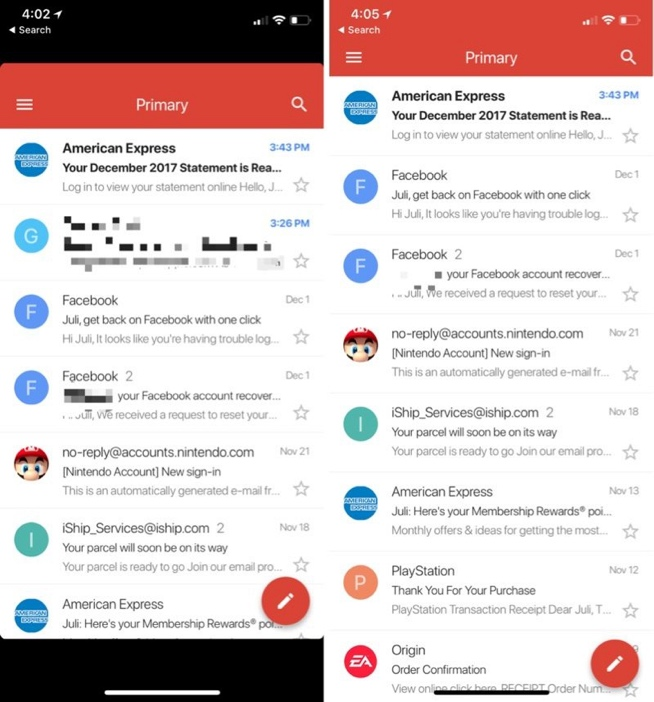 4:02
Search
Primary
American Express
3:43 PM
Your December 2017 Statement is Rea...
Log in to view your statement online Hello, J...
G
3:26 PM
F
Facebook
Dec 1
Juli, get back on Facebook with one click
Hi Juli, It looks like you're having trouble log...
F
Facebook 2
Dec 1
your Facebook account recover...
We received a request to reset your...
no-reply@accounts.nintendo.com
Nov 21
[Nintendo Account] New sign-in
This is an automatically generated e-mail fr...
I
iShip_Services@iship.com 2
Nov 18
Your parcel will soon be on its way
Your parcel is ready to go Join our email pro...
American Express
Juli: Here's your Membership Rewards® poi...
4:05
Search
Primary
AMERICAN EXPRESS
American Express
3:43 PM
Your December 2017 Statement is Rea...
Log in to view your statement online Hello, J...
F
Facebook
Dec 1
Juli, get back on Facebook with one click
Hi Juli, It looks like you're having trouble log...
F
Facebook 2
Dec 1
your Facebook account recover...
We received a request to reset your...
no-reply@accounts.nintendo.com
Nov 21
[Nintendo Account] New sign-in
This is an automatically generated e-mail fr...
I
iShip_Services@iship.com 2
Nov 18
Your parcel will soon be on its way
Your parcel is ready to go Join our email pro...
AMERICAN EXPRESS
American Express
Nov 13
Juli: Here's your Membership Rewards® poi...
Monthly offers & ideas for getting the most...
P
PlayStation
Nov 12
Thank You For Your Purchase
PlayStation Transaction Receipt Dear Juli, T...
EA
Origin
Order Confirmation
View online click here RECEIPT Order Num...